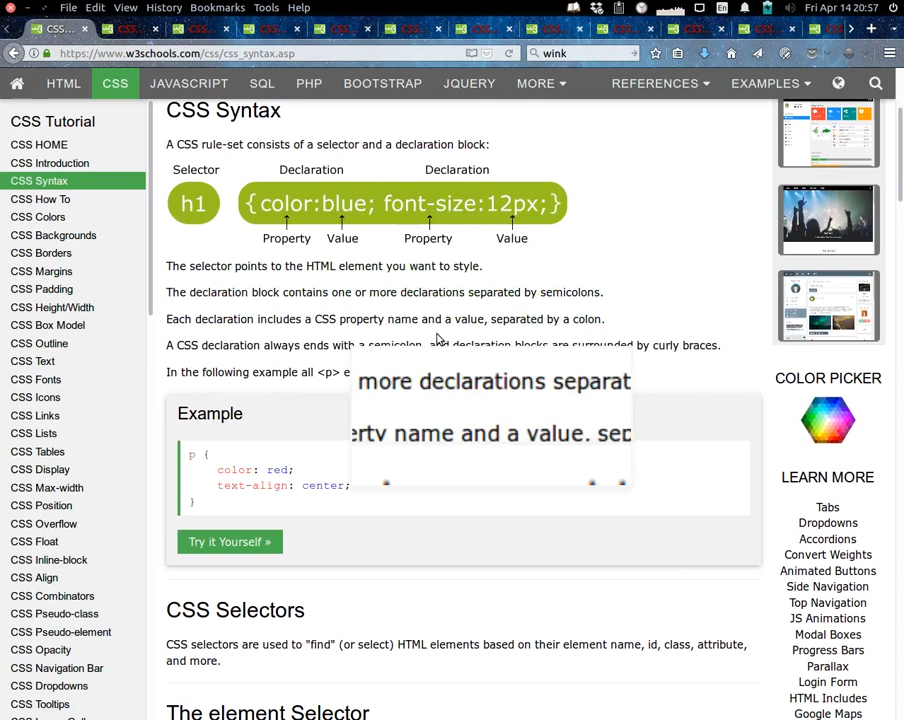 File Edit View History Bookmarks Tools Help
En
Fri Apr 14 20:57
CSS...
https://www.w3schools.com/css/css_syntax.asp
wink
HTML CSS JAVASCRIPT SQL PHP BOOTSTRAP JQUERY MORE REFERENCES EXAMPLES
CSS Tutorial
CSS HOME
CSS Introduction
CSS Syntax
CSS How To
CSS Colors
CSS Backgrounds
CSS Borders
CSS Margins
CSS Padding
CSS Height/Width
CSS Box Model
CSS Outline
CSS Text
CSS Fonts
CSS Icons
CSS Links
CSS Lists
CSS Tables
CSS Display
CSS Max-width
CSS Position
CSS Overflow
CSS Float
CSS Inline-block
CSS Align
CSS Combinators
CSS Pseudo-class
CSS Pseudo-element
CSS Opacity
CSS Navigation Bar
CSS Dropdowns
CSS Tooltips
CSS Syntax
A CSS rule-set consists of a selector and a declaration block:
Selector Declaration Declaration
h1 {color:blue; font-size:12px;}
Property Value Property Value
The selector points to the HTML element you want to style.
The declaration block contains one or more declarations separated by semicolons.
Each declaration includes a CSS property name and a value, separated by a colon.
A CSS declaration always ends with a semicolon, and declaration blocks are surrounded by curly braces.
In the following example all <p> e
more declarations separat
erty name and a value, sep
Example
p {
color: red;
text-align: center;
}
Try it Yourself »
CSS Selectors
CSS selectors are used to "find" (or select) HTML elements based on their element name, id, class, attribute,
and more.
The element Selector
COLOR PICKER
LEARN MORE
Tabs
Dropdowns
Accordions
Convert Weights
Animated Buttons
Side Navigation
Top Navigation
JS Animations
Modal Boxes
Progress Bars
Parallax
Login Form
HTML Includes
Google Maps